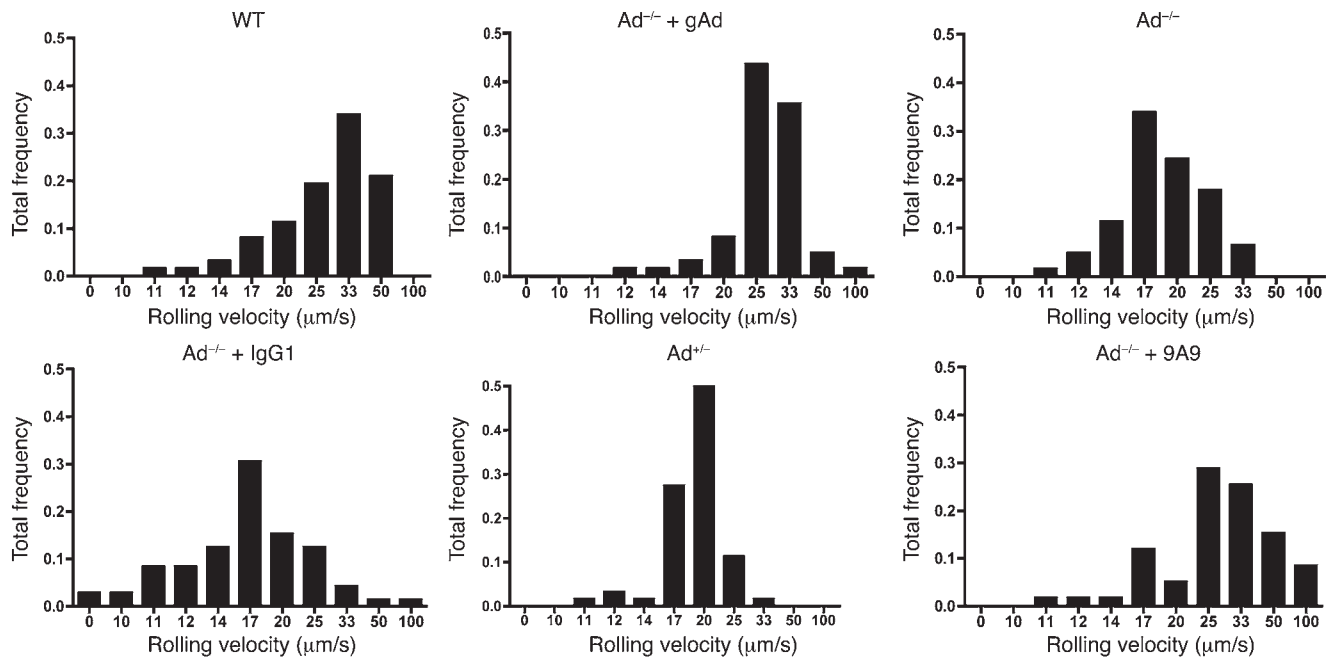 WT
0.5
0.4
0.3
0.2
0.1
0.0
Total frequency
0 10 11 12 14 17 20 25 33 50 100
Rolling velocity (μm/s)
Ad⁻/⁻ + gAd
0.5
0.4
0.3
0.2
0.1
0.0
Total frequency
0 10 11 12 14 17 20 25 33 50 100
Rolling velocity (μm/s)
Ad⁻/⁻
0.5
0.4
0.3
0.2
0.1
0.0
Total frequency
0 10 11 12 14 17 20 25 33 50 100
Rolling velocity (μm/s)
Ad⁻/⁻ + IgG1
0.5
0.4
0.3
0.2
0.1
0.0
Total frequency
0 10 11 12 14 17 20 25 33 50 100
Rolling velocity (μm/s)
Ad⁺/⁻
0.5
0.4
0.3
0.2
0.1
0.0
Total frequency
0 10 11 12 14 17 20 25 33 50 100
Rolling velocity (μm/s)
Ad⁻/⁻ + 9A9
0.5
0.4
0.3
0.2
0.1
0.0
Total frequency
0 10 11 12 14 17 20 25 33 50 100
Rolling velocity (μm/s)